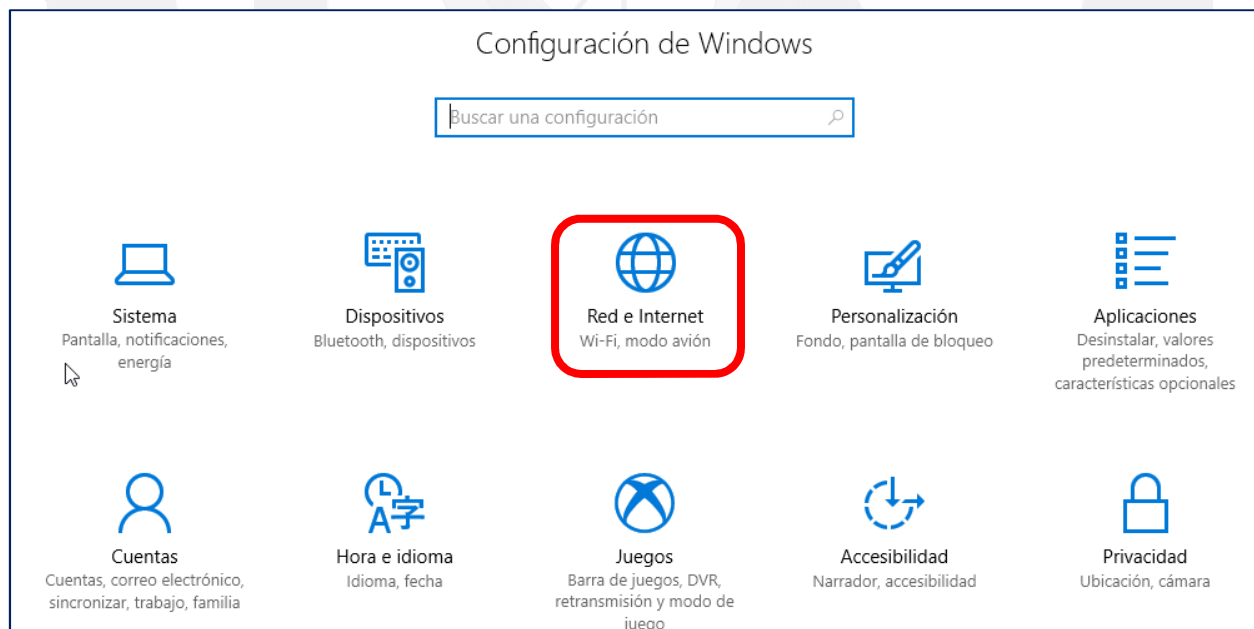 Configuración de Windows
Buscar una configuración
Sistema
Pantalla, notificaciones,
energía
Dispositivos
Bluetooth, dispositivos
Red e Internet
Wi-Fi, modo avión
Personalización
Fondo, pantalla de bloqueo
Aplicaciones
Desinstalar, valores
predeterminados,
características opcionales
Cuentas
Cuentas, correo electrónico,
sincronizar, trabajo, familia
Hora e idioma
Idioma, fecha
Juegos
Barra de juegos, DVR,
retransmisión y modo de
juego
Accesibilidad
Narrador, accesibilidad
Privacidad
Ubicación, cámara